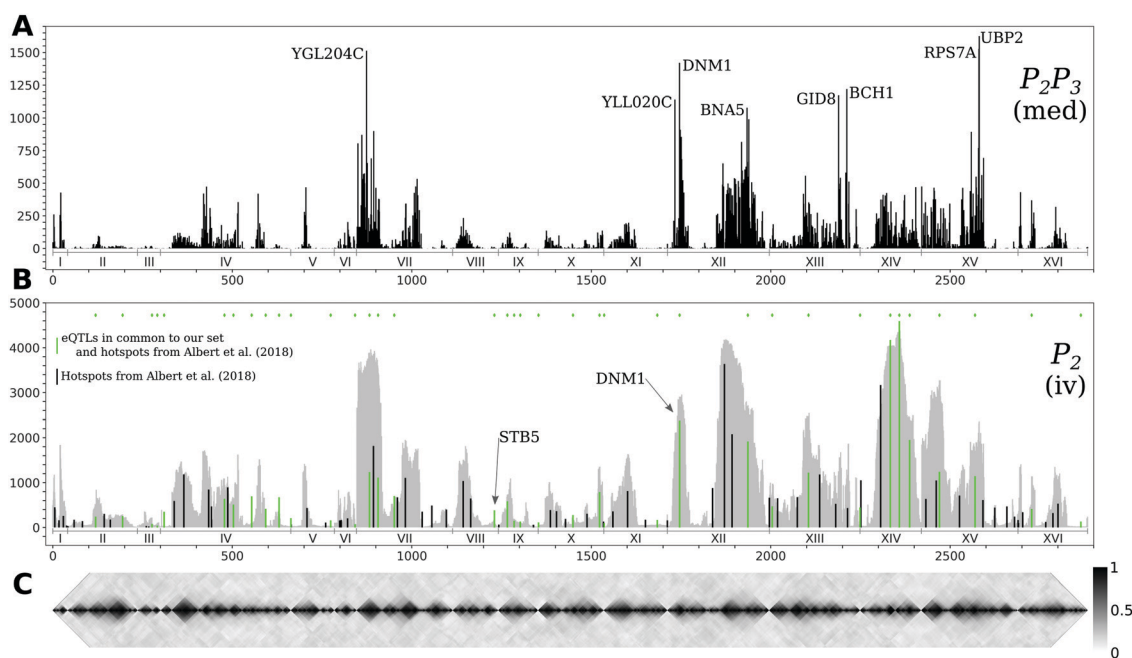 A
1500
1250
1000
750
500
250
0
YGL204C
YLL020C
DNM1
BNA5
GID8
BCH1
RPS7A
UBP2
P₂P₃
(med)
I II III IV V VI VII VIII IX X XI XII XIII XIV XV XVI
0 500 1000 1500 2000 2500
B
5000
4000
3000
2000
1000
0
eQTLs in common to our set
and hotspots from Albert et al. (2018)
Hotspots from Albert et al. (2018)
STB5
DNM1
P₂
(iv)
I II III IV V VI VII VIII IX X XI XII XIII XIV XV XVI
0 500 1000 1500 2000 2500
C
1
0.5
0